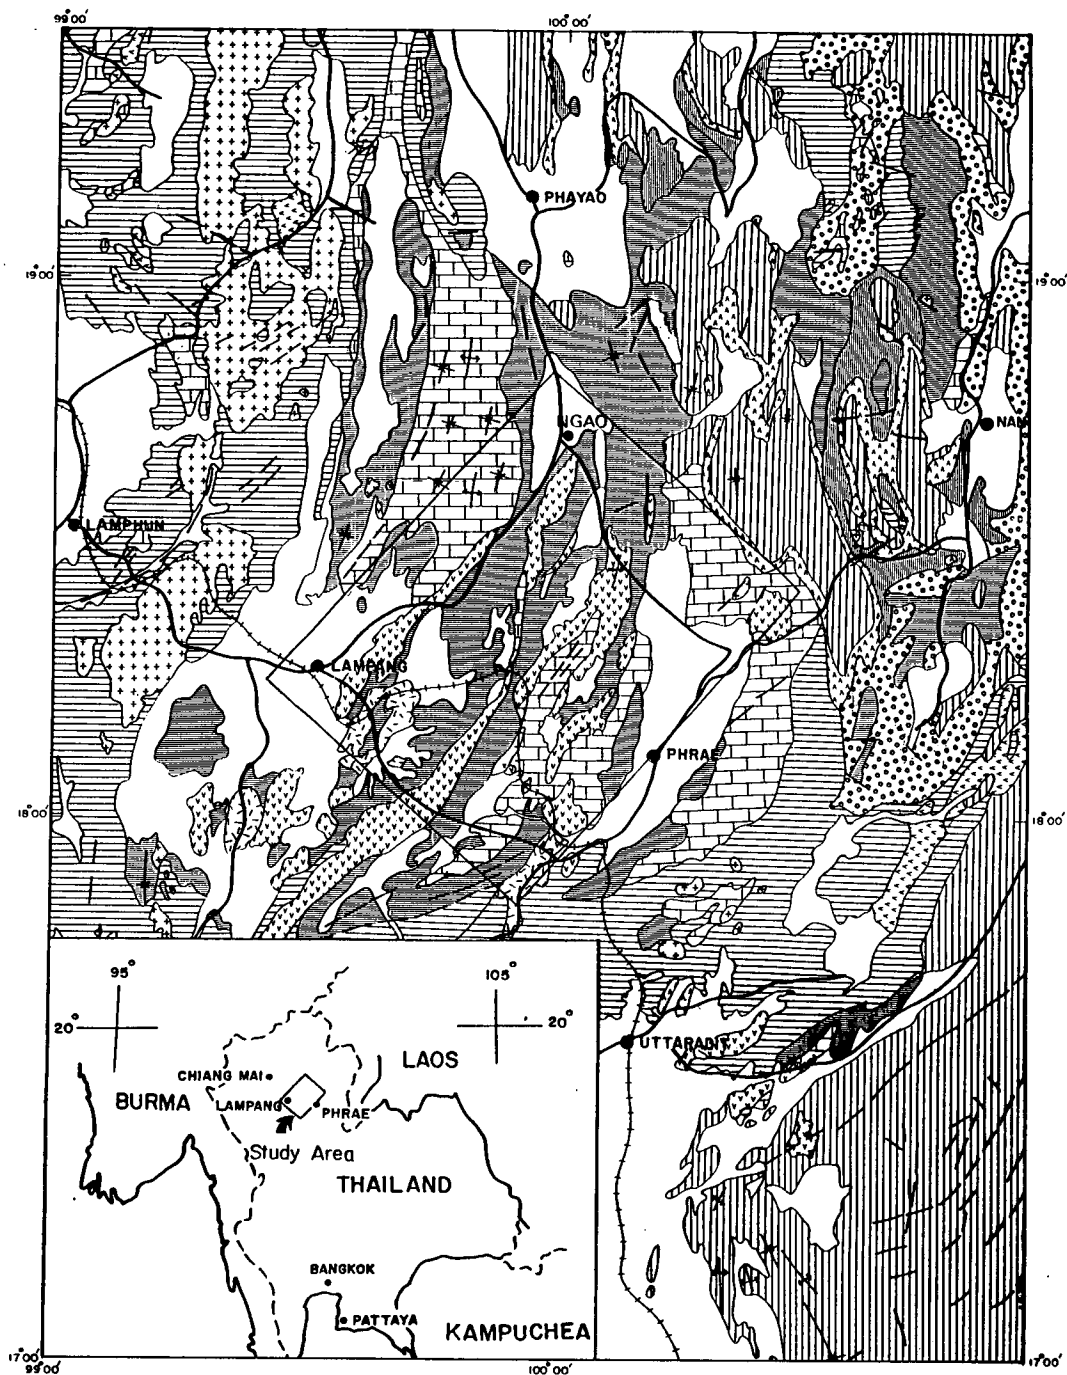 99°00′
100°00′
PHAYAO
19°00′
19°00′
NGAO
NAN
LAMPHUN
LAMPANG
PHRAE
18°00′
18°00′
95°
105°
20°
20°
LAOS
CHIANG MAI
BURMA
LAMPANG
PHRAE
Study Area
THAILAND
BANGKOK
PATTAYA
KAMPUCHEA
UTTARADIT
17°00′
17°00′
99°00′
100°00′